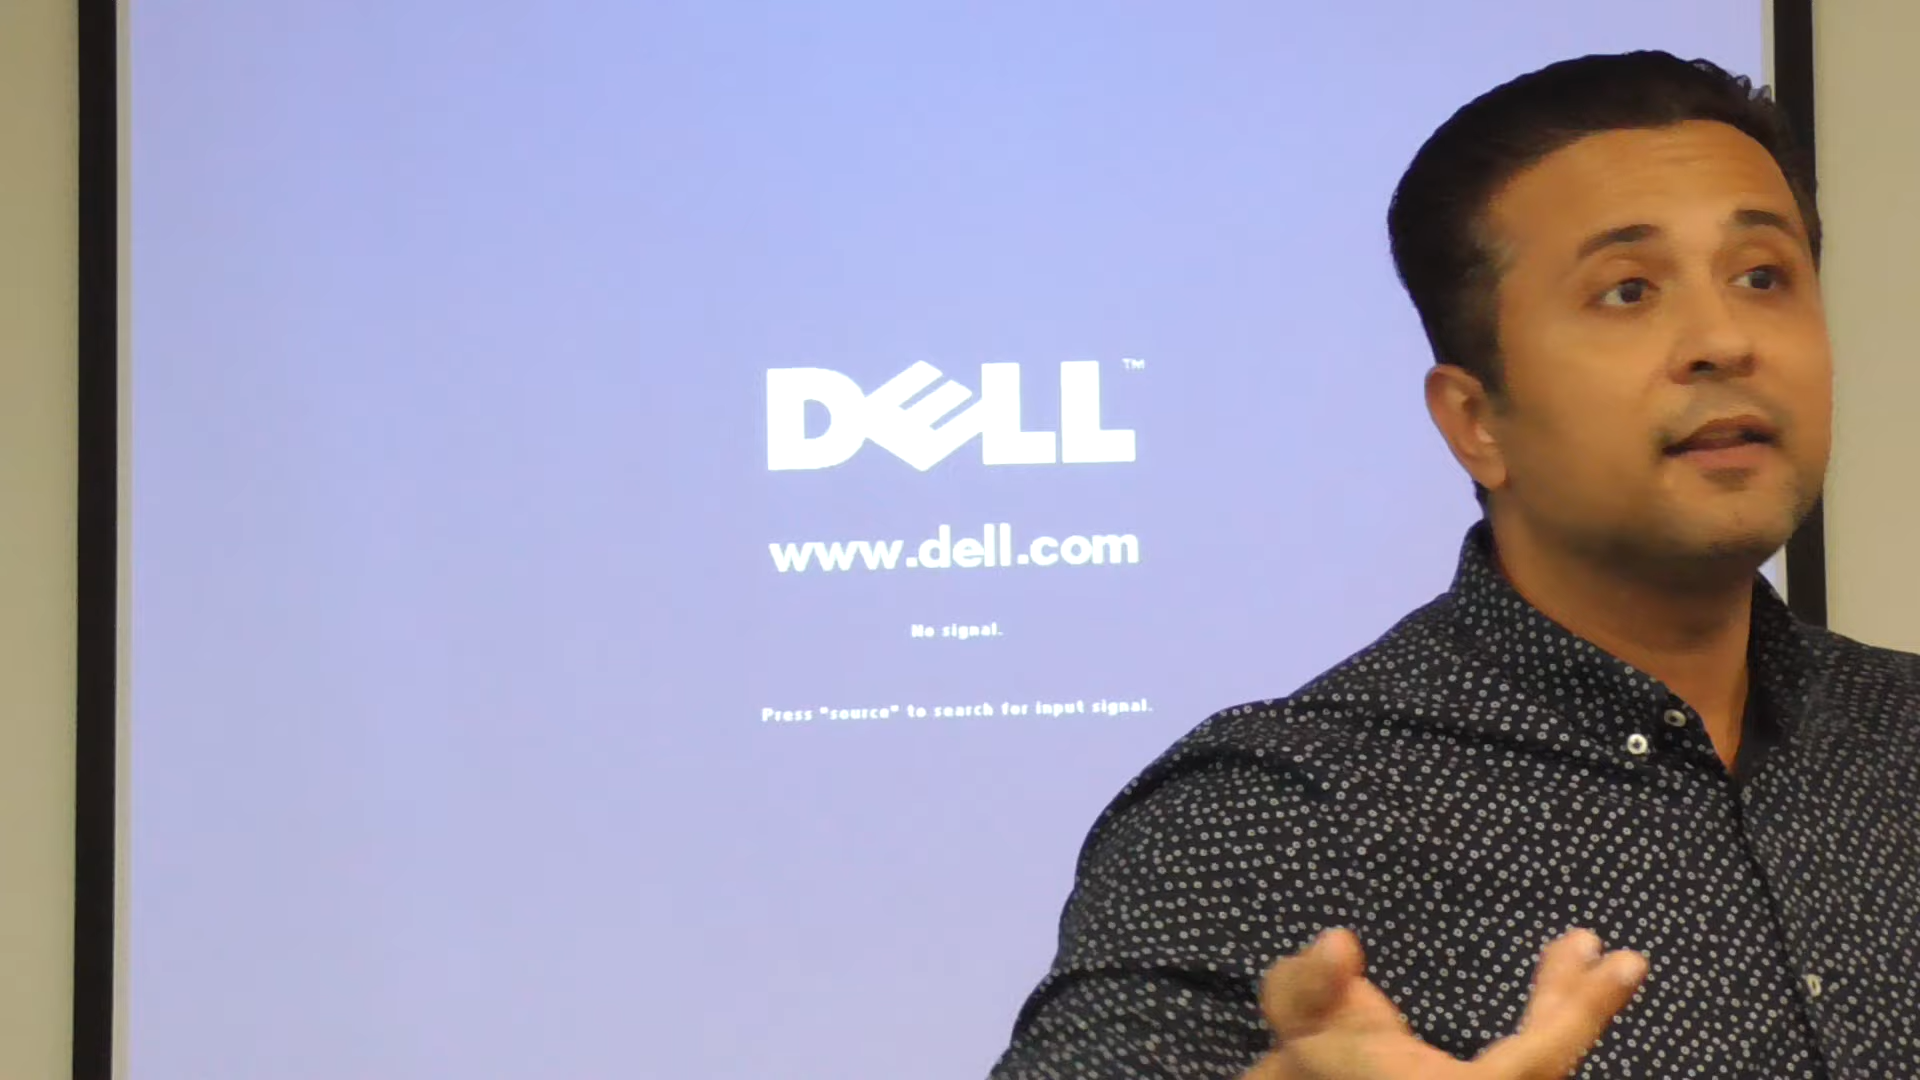 DELL™
www.dell.com
No signal.
Press "source" to search for input signal.